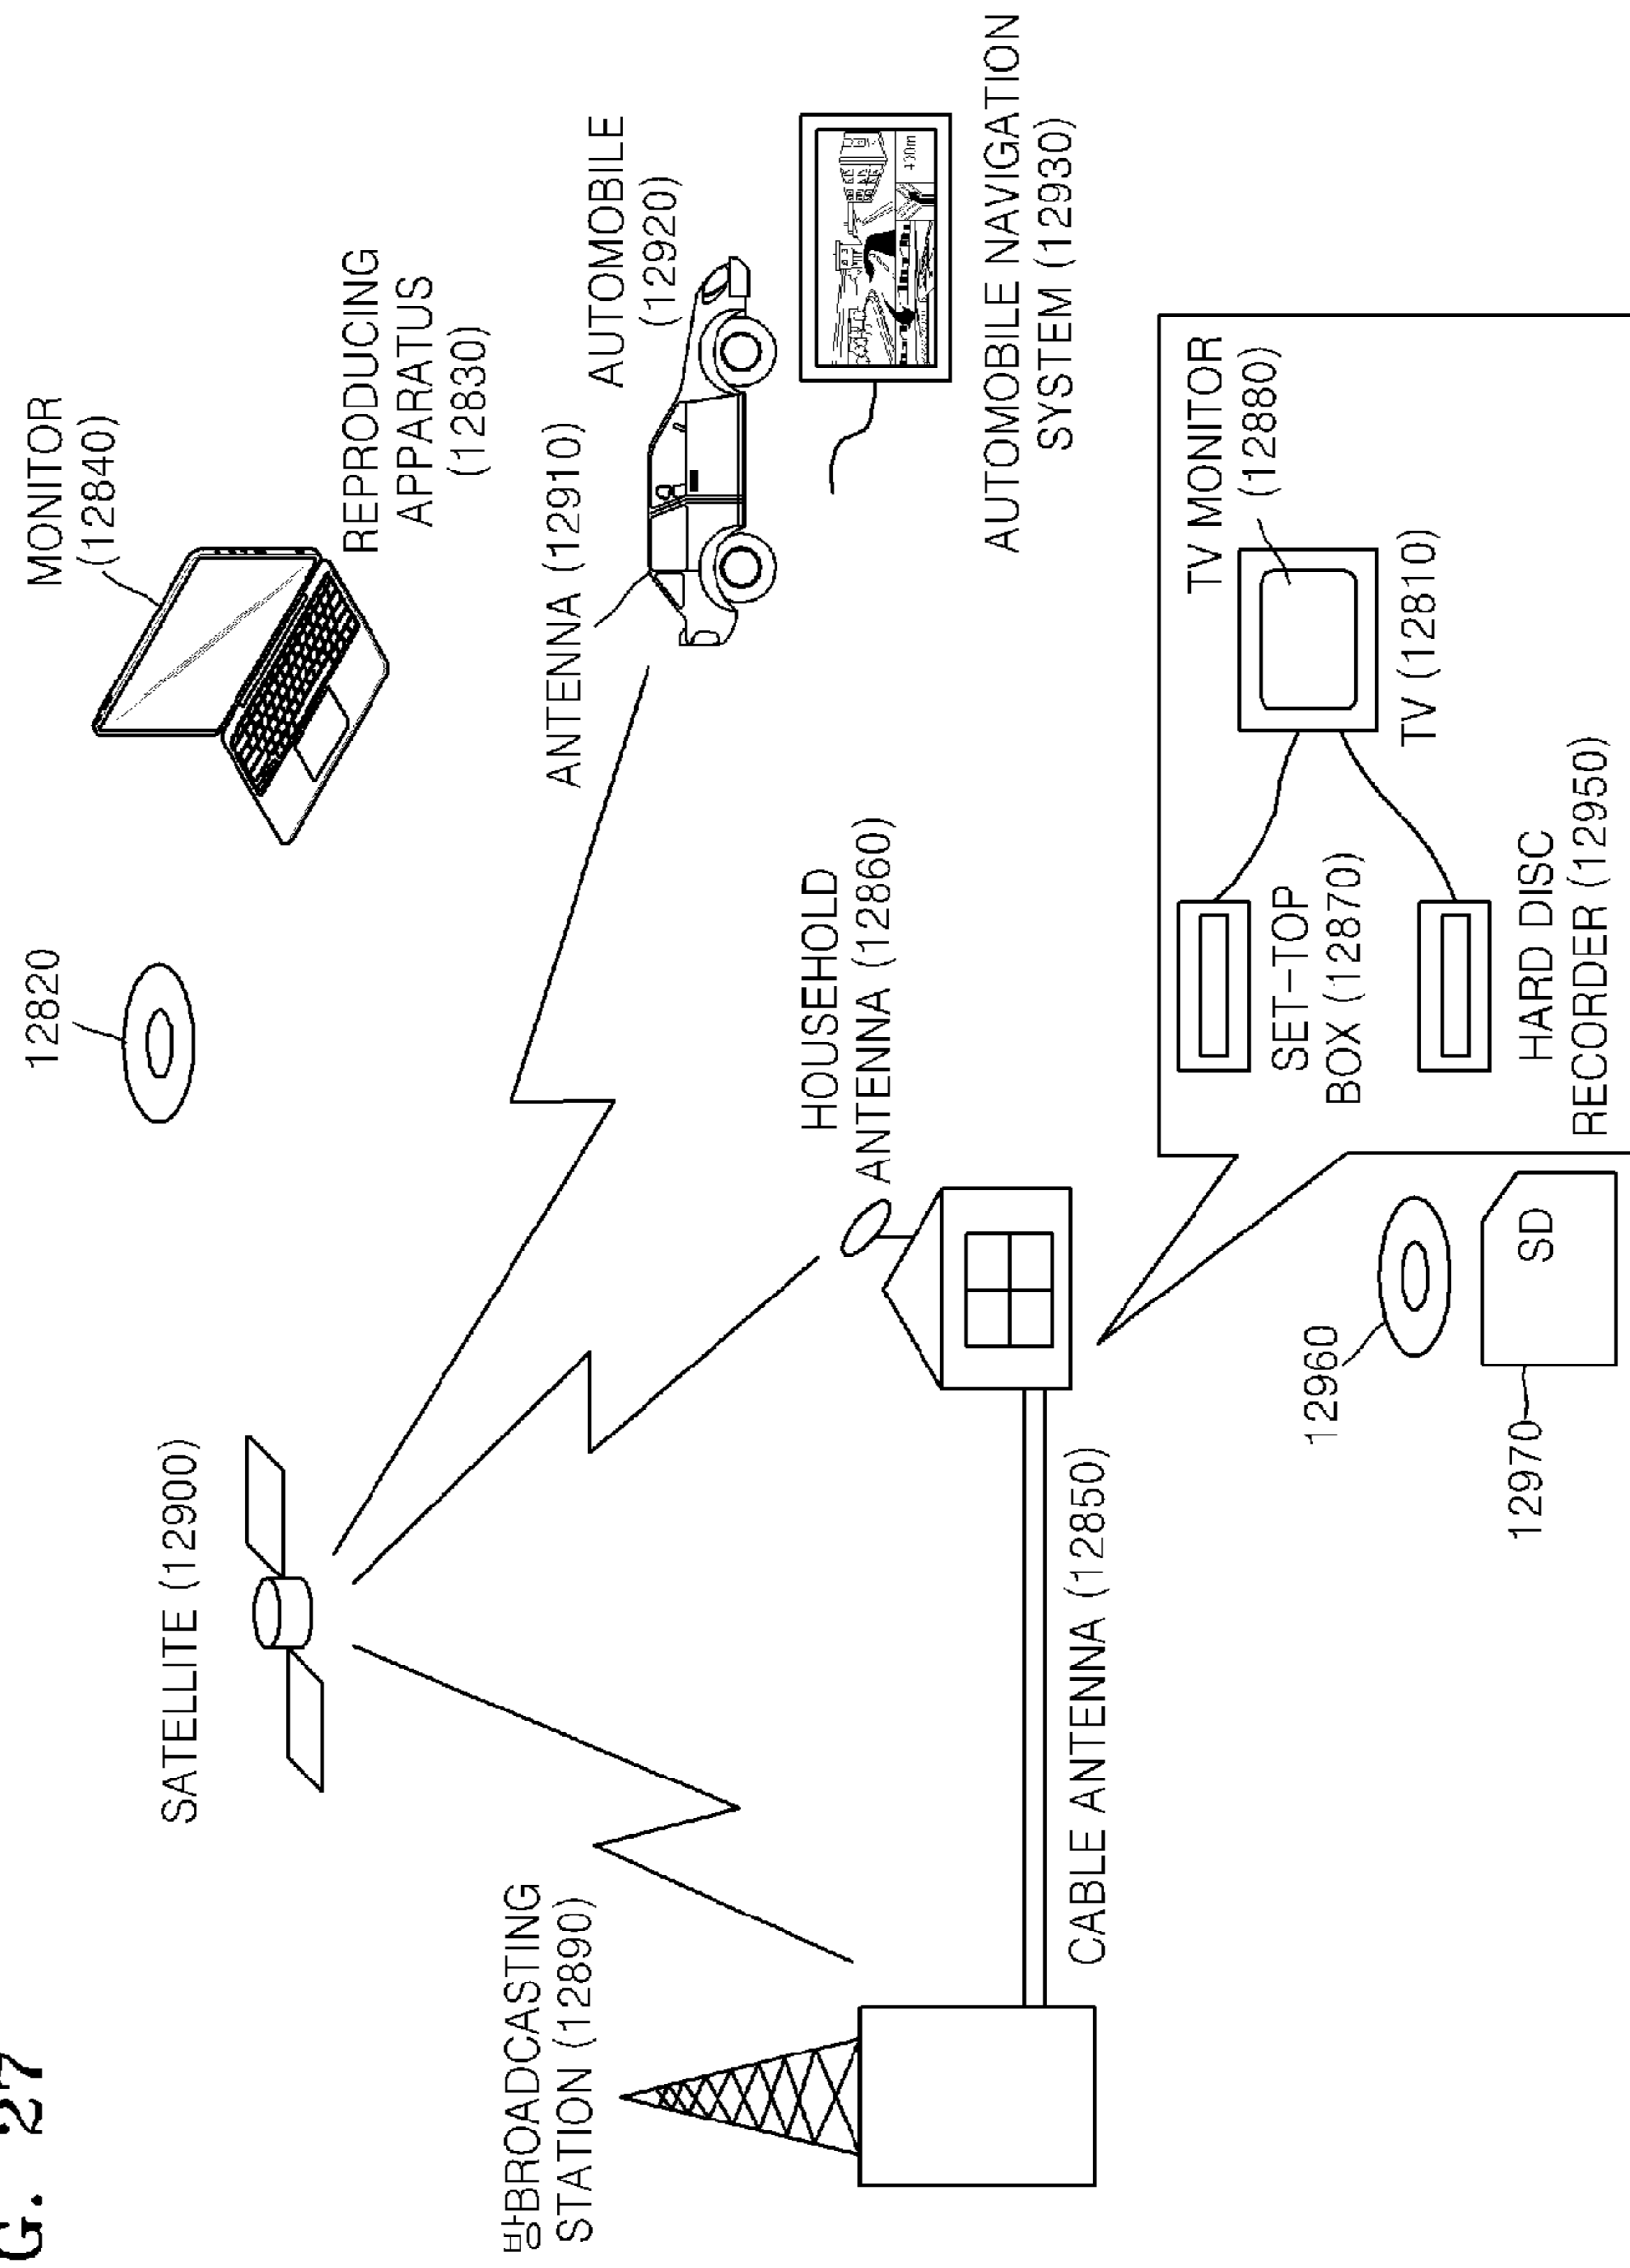 G. 27
SATELLITE (12900)
12820
MONITOR
(12840)
REPRODUCING
APPARATUS
(12830)
방BROADCASTING
STATION (12890)
ANTENNA (12910)
AUTOMOBILE
(12920)
HOUSEHOLD
ANTENNA (12860)
430m
AUTOMOBILE NAVIGATION
SYSTEM (12930)
CABLE ANTENNA (12850)
TV MONITOR
(12880)
SET-TOP
BOX (12870)
TV (12810)
HARD DISC
RECORDER (12950)
12960
12970
SD